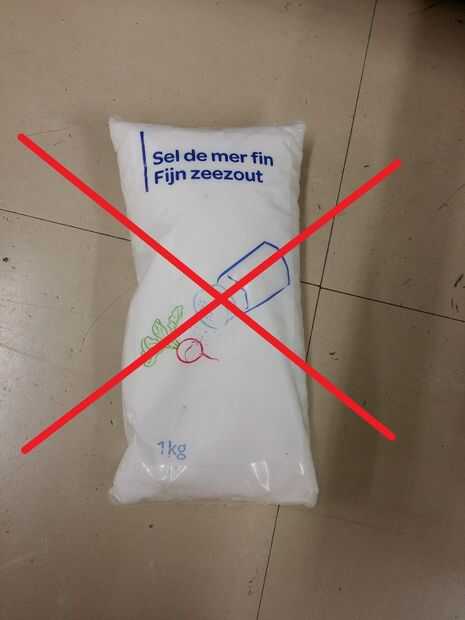 Sel de mer fin
Fijn zeezout
1kg